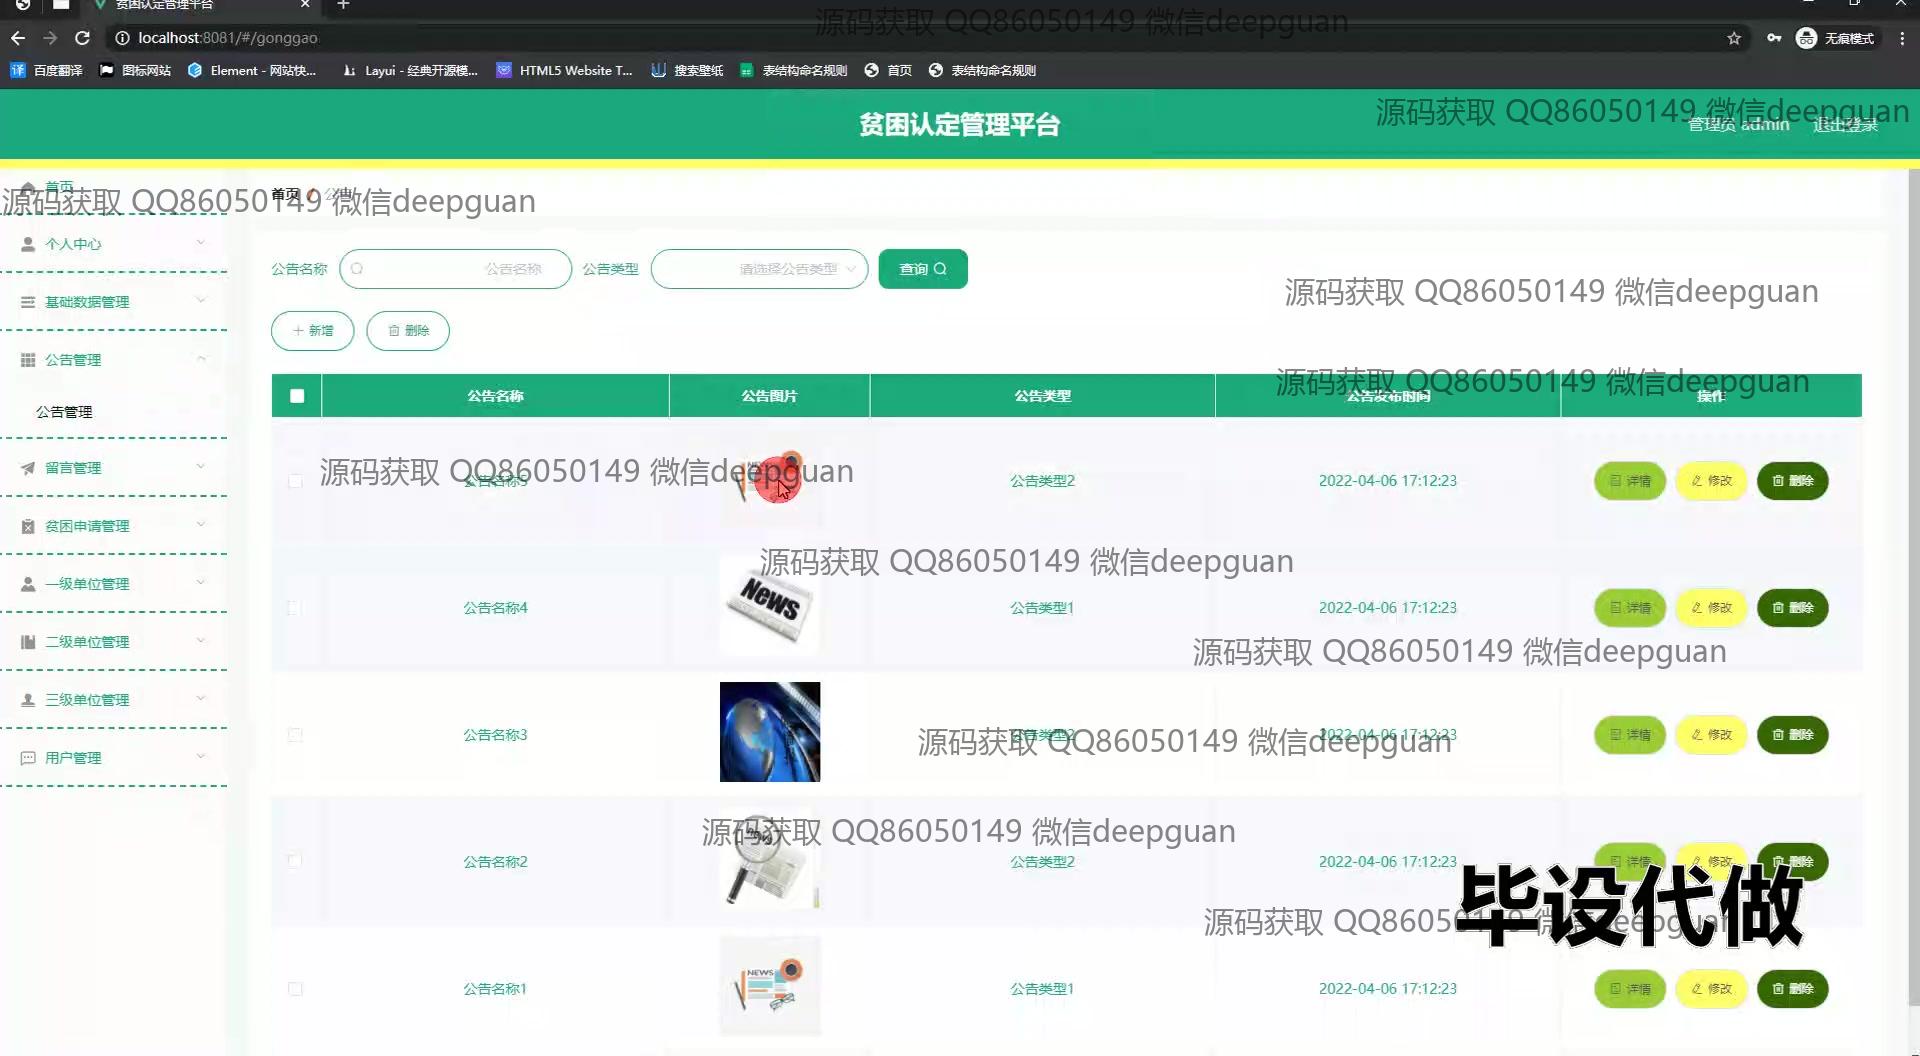 贫困认定管理平台
localhost:8081/#/gonggao
无痕模式
百度翻译
图标网站
Element - 网站快...
Layui - 经典开源模...
HTML5 Website T...
搜索壁纸
表结构命名规则
首页
表结构命名规则
源码获取 QQ86050149 微信deepguan
贫困认定管理平台
源码获取 QQ86050149 微信deepguan
管理员 admin
退出登录
首页
源码获取 QQ86050149 微信deepguan
首页
个人中心
基础数据管理
公告管理
公告管理
留言管理
贫困申请管理
一级单位管理
二级单位管理
三级单位管理
用户管理
公告名称
公告名称
公告类型
请选择公告类型
查询
源码获取 QQ86050149 微信deepguan
新增
删除
源码获取 QQ86050149 微信deepguan
公告名称
公告图片
公告类型
公告发布时间
操作
源码获取 QQ86050149 微信deepguan
公告名称5
公告类型2
2022-04-06 17:12:23
详情
修改
删除
源码获取 QQ86050149 微信deepguan
公告名称4
News
公告类型1
2022-04-06 17:12:23
详情
修改
删除
源码获取 QQ86050149 微信deepguan
公告名称3
公告类型2
2022-04-06 17:12:23
详情
修改
删除
源码获取 QQ86050149 微信deepguan
源码获取 QQ86050149 微信deepguan
公告名称2
公告类型2
2022-04-06 17:12:23
详情
修改
删除
毕设代做
源码获取 QQ86050149 微信deepguan
公告名称1
NEWS
公告类型1
2022-04-06 17:12:23
详情
修改
删除